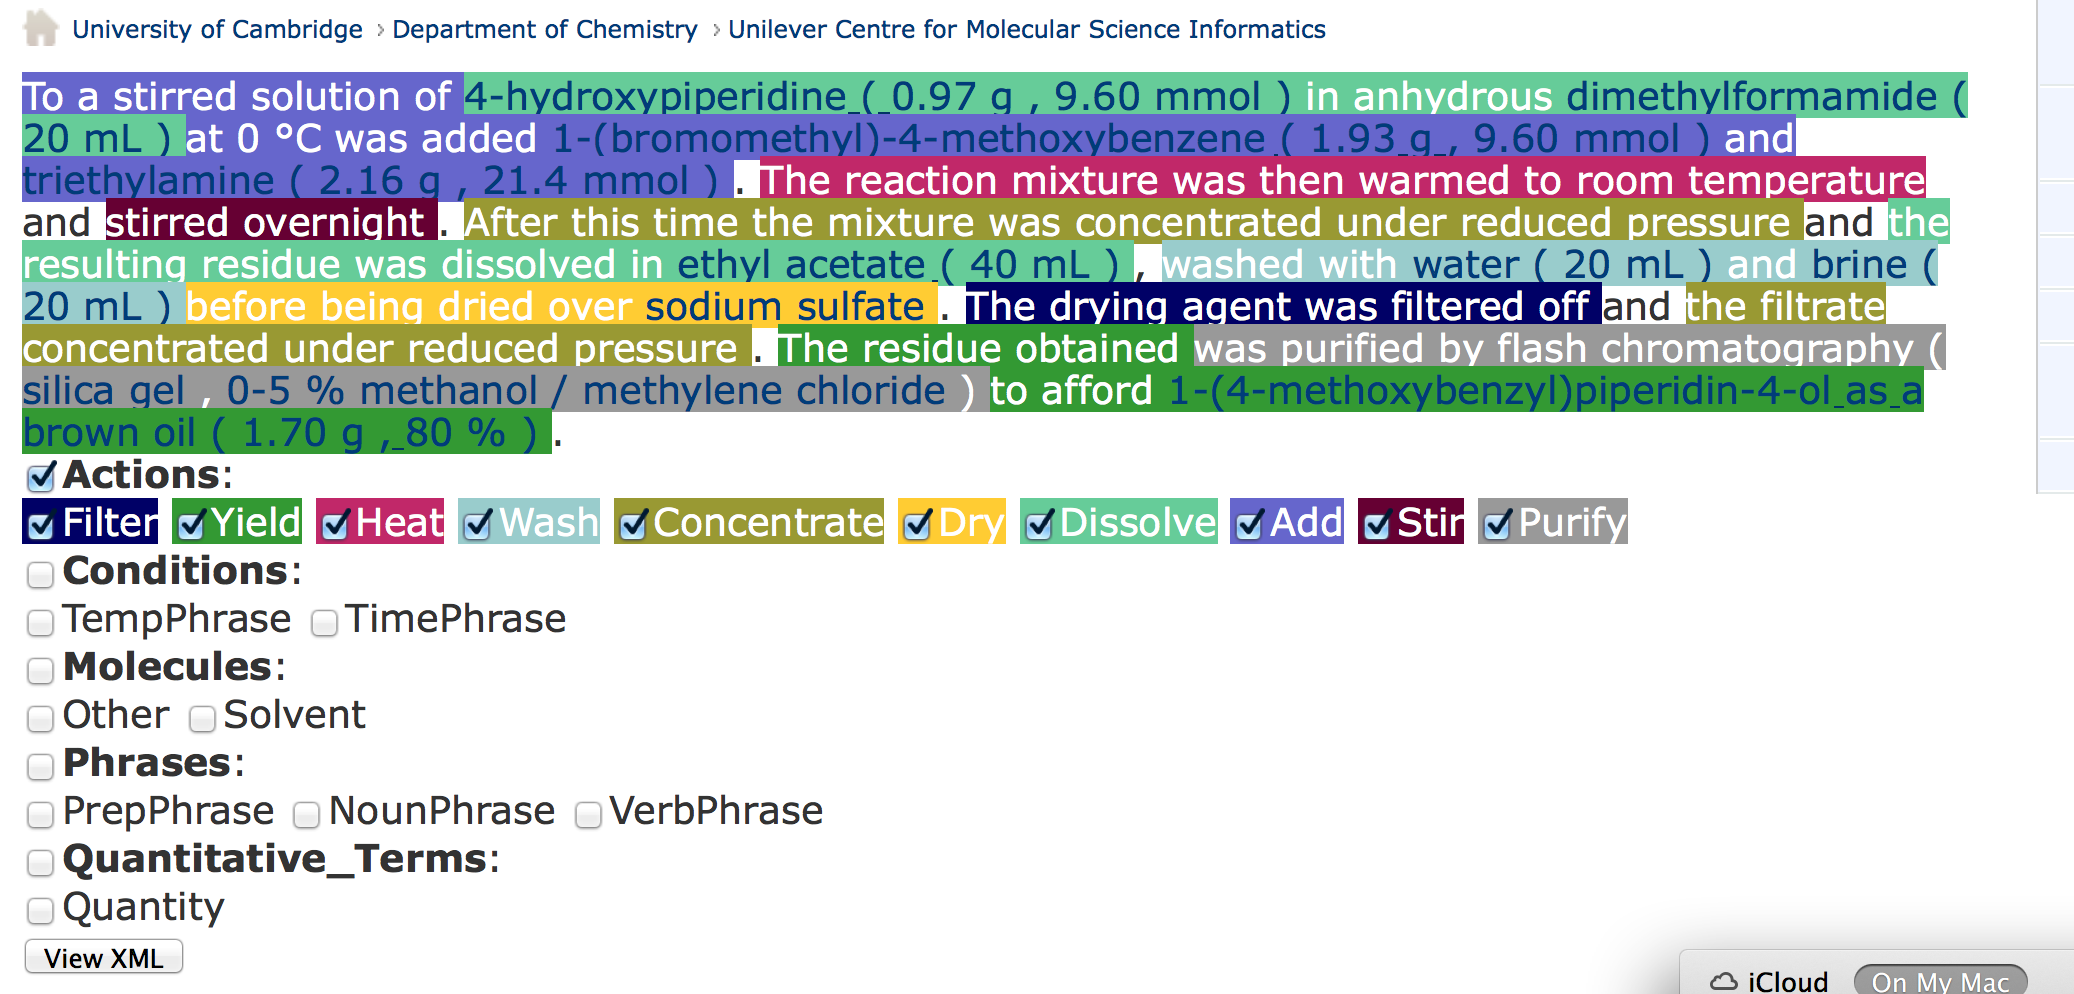 University of Cambridge › Department of Chemistry › Unilever Centre for Molecular Science Informatics
To a stirred solution of 4-hydroxypiperidine ( 0.97 g , 9.60 mmol ) in anhydrous dimethylformamide (
20 mL ) at 0 °C was added 1-(bromomethyl)-4-methoxybenzene ( 1.93 g , 9.60 mmol ) and
triethylamine ( 2.16 g , 21.4 mmol ) . The reaction mixture was then warmed to room temperature
and stirred overnight . After this time the mixture was concentrated under reduced pressure and the
resulting residue was dissolved in ethyl acetate ( 40 mL ) , washed with water ( 20 mL ) and brine (
20 mL ) before being dried over sodium sulfate . The drying agent was filtered off and the filtrate
concentrated under reduced pressure . The residue obtained was purified by flash chromatography (
silica gel , 0-5 % methanol / methylene chloride ) to afford 1-(4-methoxybenzyl)piperidin-4-ol as a
brown oil ( 1.70 g , 80 % ) .
Actions:
Filter Yield Heat Wash Concentrate Dry Dissolve Add Stir Purify
Conditions:
TempPhrase TimePhrase
Molecules:
Other Solvent
Phrases:
PrepPhrase NounPhrase VerbPhrase
Quantitative_Terms:
Quantity
View XML
iCloud On My Mac